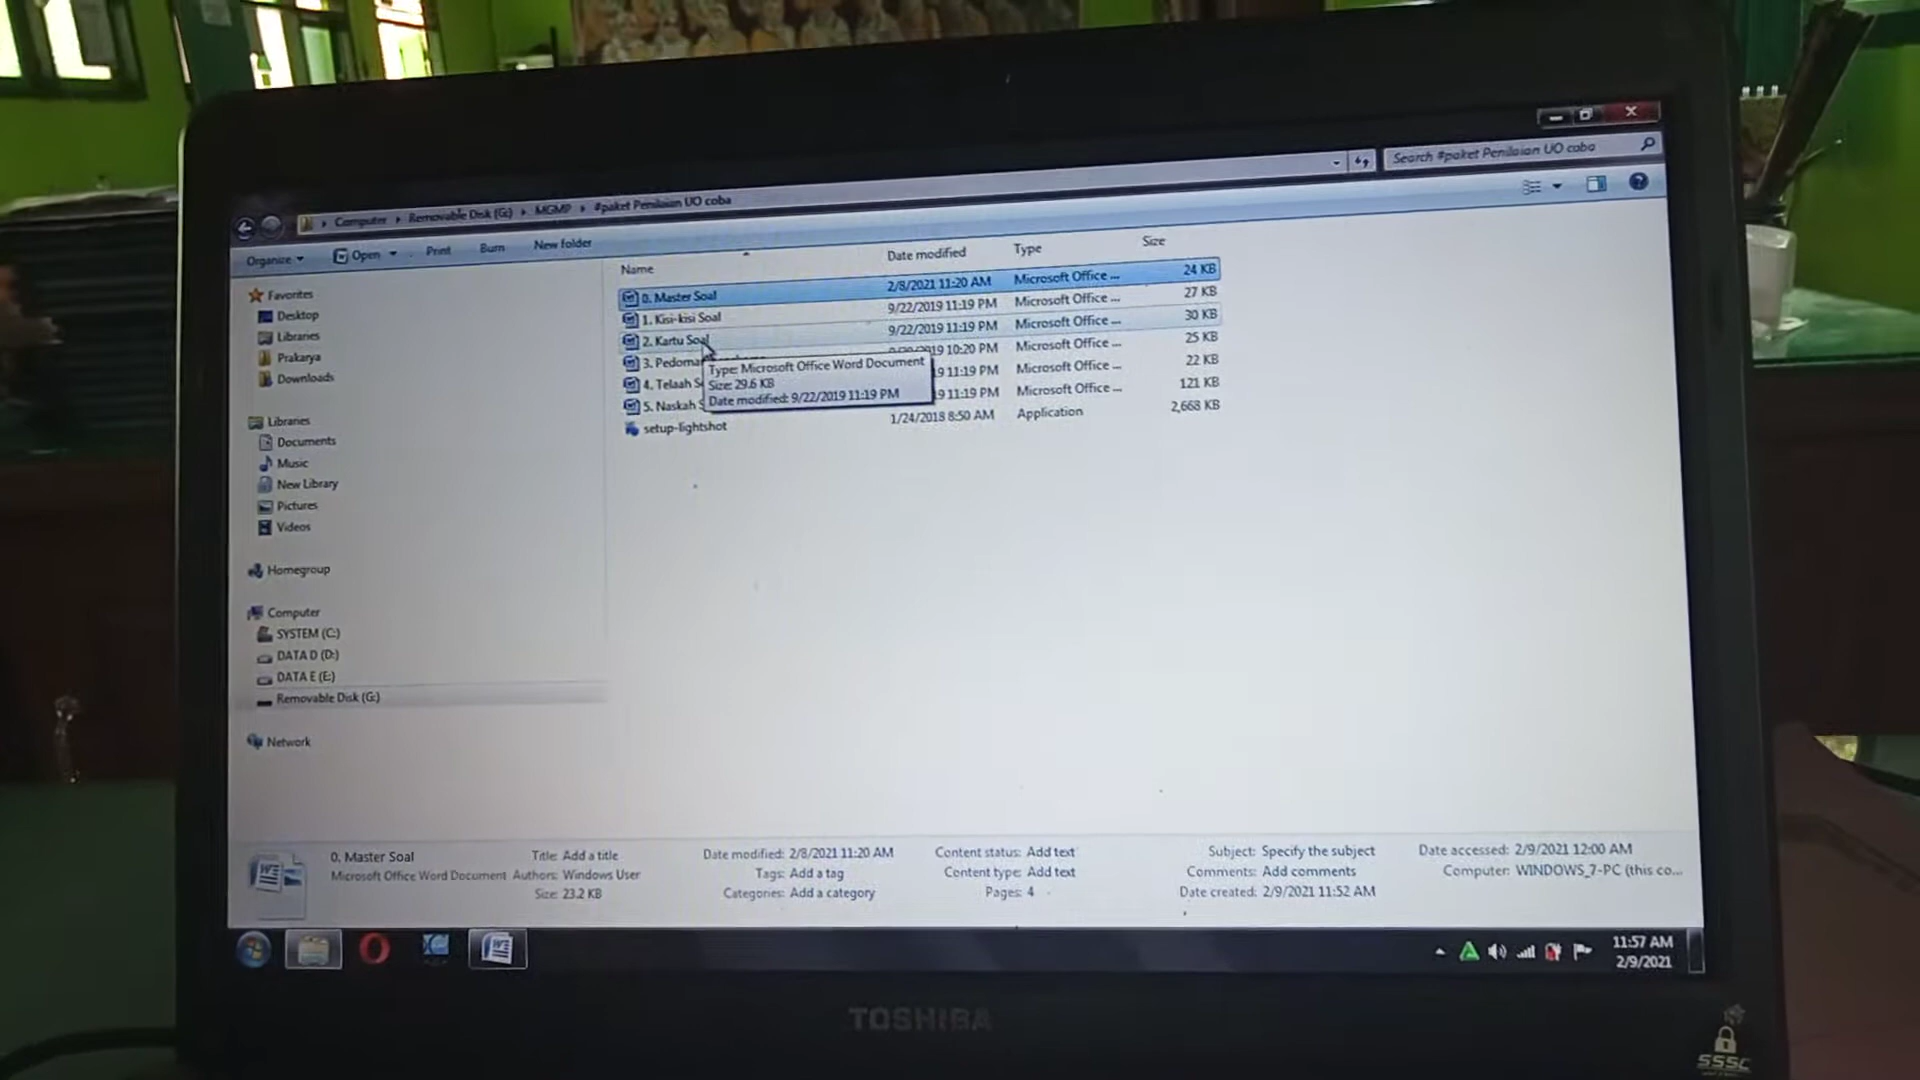 Search #paket Penilaian UO coba
Computer Removable Disk (G:) MGMP #paket Penilaian UO coba
Organize Open Print Burn New folder
Name Date modified Type Size
0. Master Soal 2/8/2021 11:20 AM Microsoft Office ... 24 KB
1. Kisi-kisi Soal 9/22/2019 11:19 PM Microsoft Office ... 27 KB
2. Kartu Soal 9/22/2019 11:19 PM Microsoft Office ... 30 KB
3. 19 10:20 PM Microsoft Office ... 25 KB
4. Telaah 19 11:19 PM Microsoft Office ... 22 KB
5. Naskah 19 11:19 PM Microsoft Office ... 121 KB
setup-lightshot 1/24/2018 8:50 AM Application 2,668 KB
Type: Microsoft Office Word Document
Size: 29.6 KB
Date modified: 9/22/2019 11:19 PM
Favorites
Desktop
Libraries
Prakarya
Downloads
Libraries
Documents
Music
New Library
Pictures
Videos
Homegroup
Computer
SYSTEM (C:)
DATA D (D:)
DATA E (E:)
Removable Disk (G:)
Network
0. Master Soal Title: Add a title Date modified: 2/8/2021 11:20 AM Content status: Add text Subject: Specify the subject Date accessed: 2/9/2021 12:00 AM
Microsoft Office Word Document Authors: Windows User Tags: Add a tag Content type: Add text Comments: Add comments Computer: WINDOWS_7-PC (this co...
Size: 23.2 KB Categories: Add a category Pages: 4 Date created: 2/9/2021 11:52 AM
11:57 AM
2/9/2021
TOSHIBA
SSSC